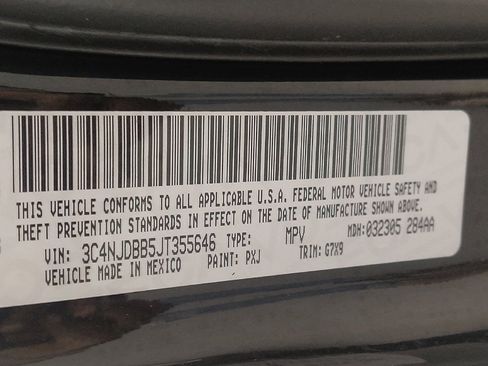 THIS VEHICLE CONFORMS TO ALL APPLICABLE U.S.A. FEDERAL MOTOR VEHICLE SAFETY AND
THEFT PREVENTION STANDARDS IN EFFECT ON THE DATE OF MANUFACTURE SHOWN ABOVE.
VIN: 3C4NJDBB5JT355646 TYPE: MPV MDH: 032305 284AA
VEHICLE MADE IN MEXICO PAINT: PXJ TRIM: G7X9